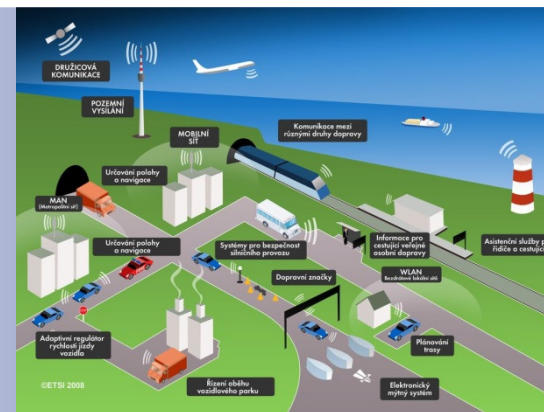 DRUŽICOVÁ
KOMUNIKACE
POZEMNÍ
VYSÍLÁNÍ
MOBILNÍ
SÍŤ
Komunikace mezi
různými druhy dopravy
Určování polohy
a navigace
MAN
(Metropolitní síť)
Určování polohy
a navigace
Systémy pro bezpečnost
silničního provozu
Informace pro
cestující veřejné
osobní dopravy
Asistenční služby
řidiče a cestující
WLAN
Bezdrátové lokální sítě
Dopravní značky
Adaptivní regulátor
rychlosti jízdy
vozidla
Plánování
trasy
Řízení oběhu
vozidlového parku
Elektronický
mýtný systém
©ETSI 2008